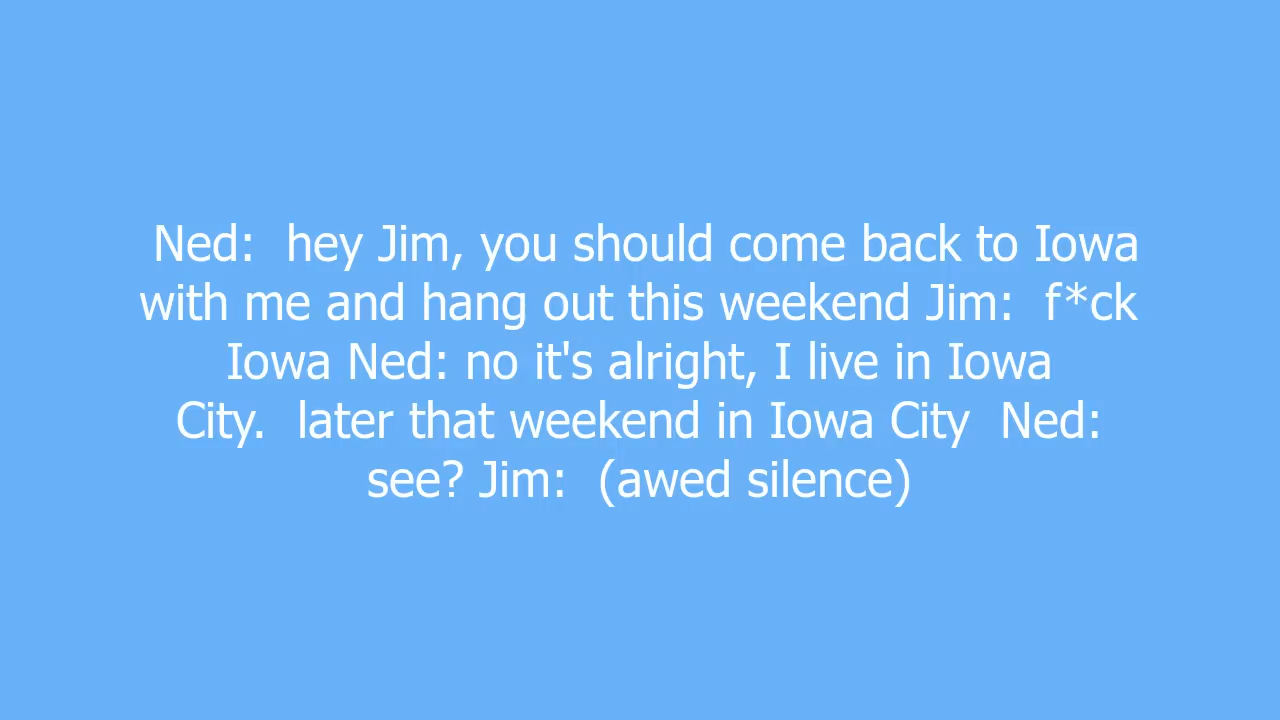 Ned:  hey Jim, you should come back to Iowa
with me and hang out this weekend Jim:  f*ck
Iowa Ned: no it's alright, I live in Iowa
City.  later that weekend in Iowa City  Ned:
see? Jim:  (awed silence)